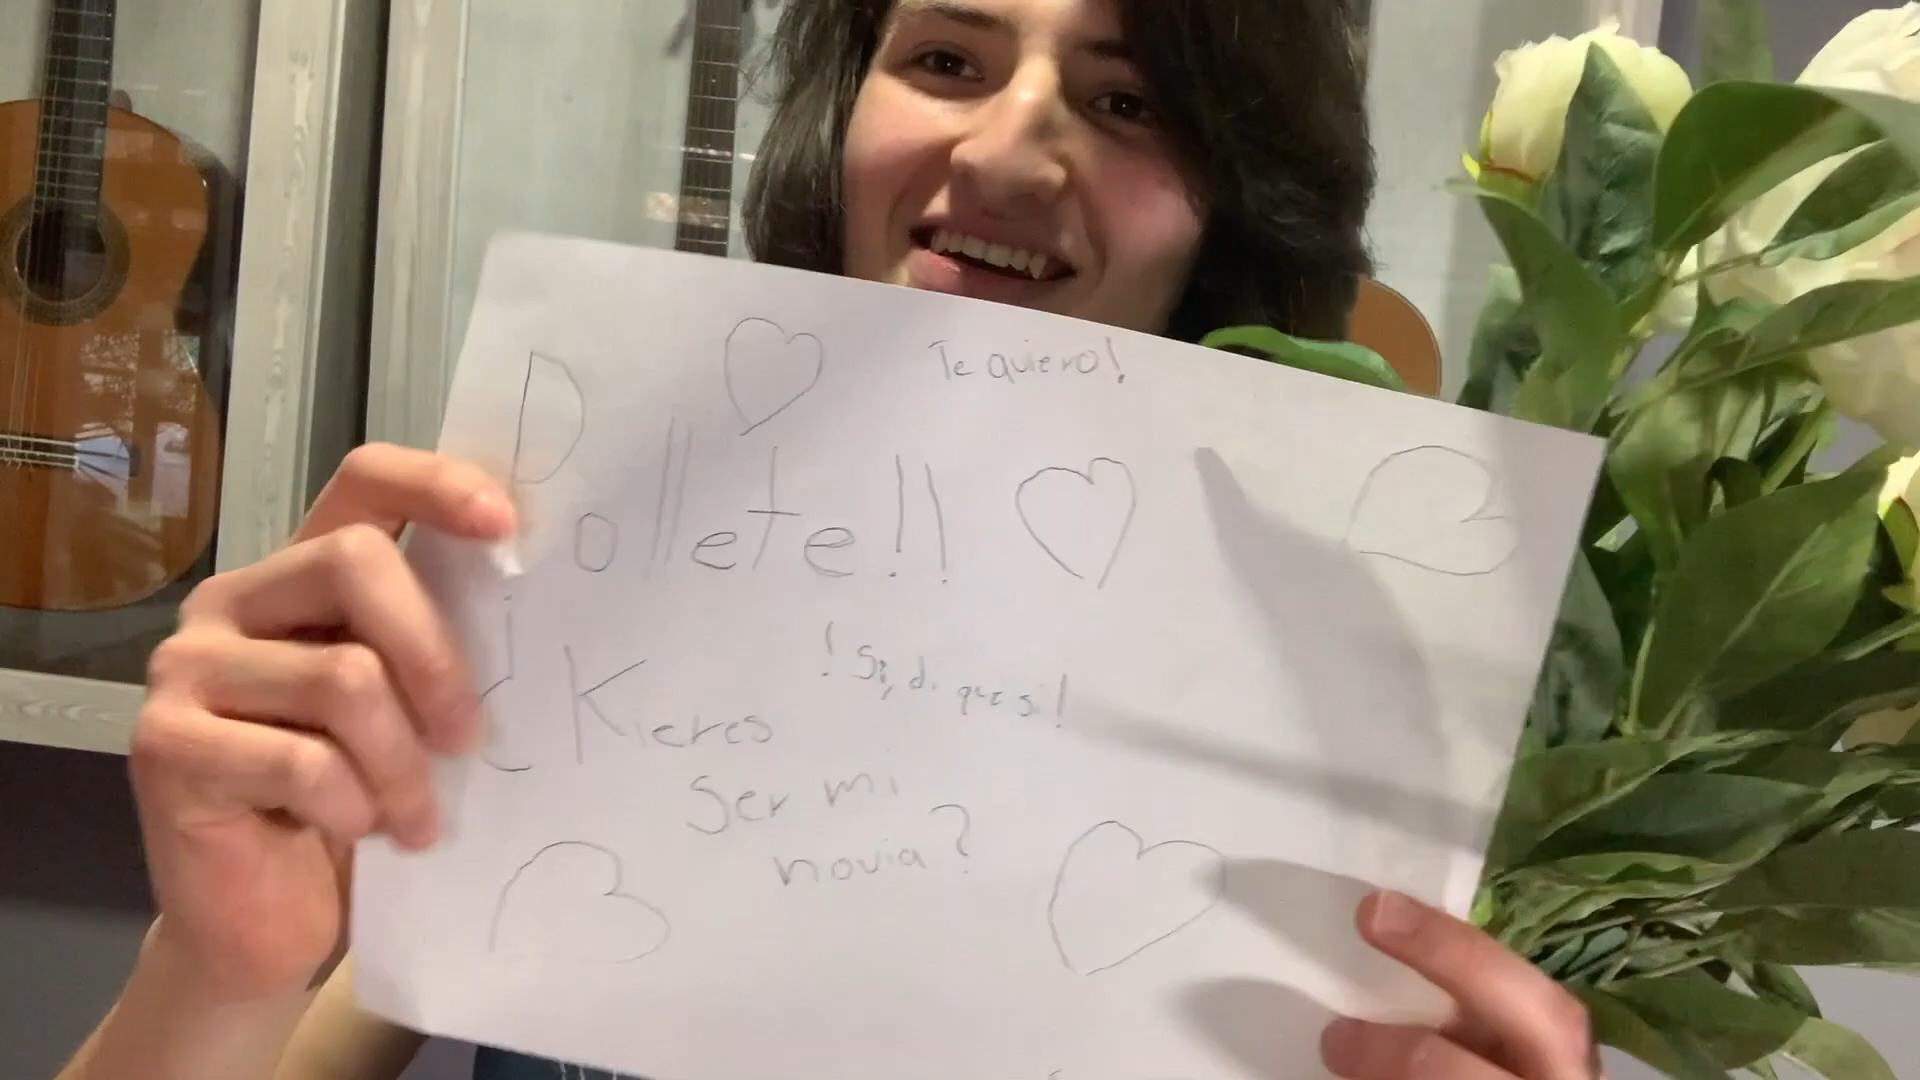 Te quiero!
Pollete!!
¡Si, di que si!
¿Kieres
ser mi
novia?